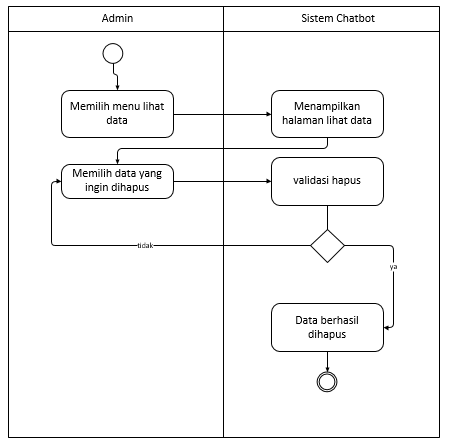 Admin
Sistem Chatbot
Memilih menu lihat
data
Menampilkan
halaman lihat data
Memilih data yang
ingin dihapus
validasi hapus
tidak
ya
Data berhasil
dihapus